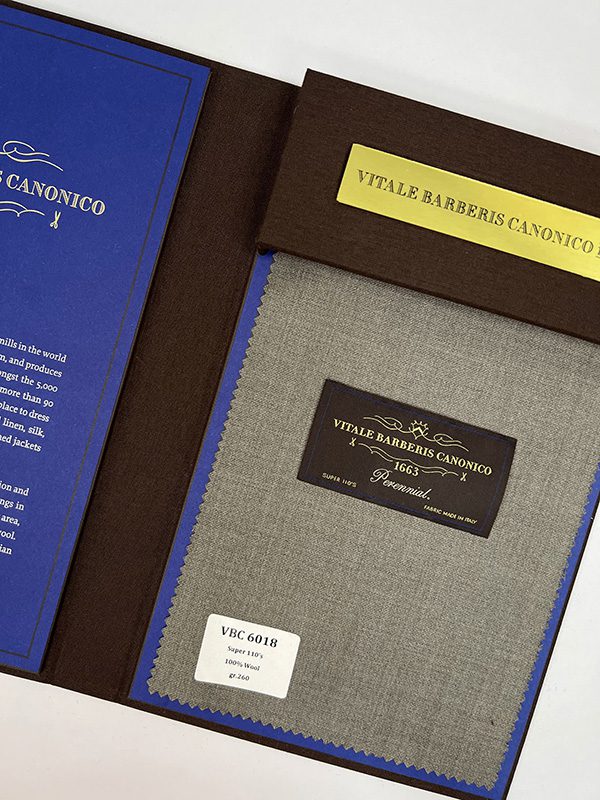 S CANONICO
mills in the world
n, and produces
ngst the 5,000
more than 90
place to dress
linen, silk,
ned jackets
ion and
ngs in
area,
ool.
ian
VITALE BARBERIS CANONICO 1
VITALE BARBERIS CANONICO
1663
SUPER 110'S
Perennial.
FABRIC MADE IN ITALY
VBC 6018
Super 110's
100% Wool
gr.260